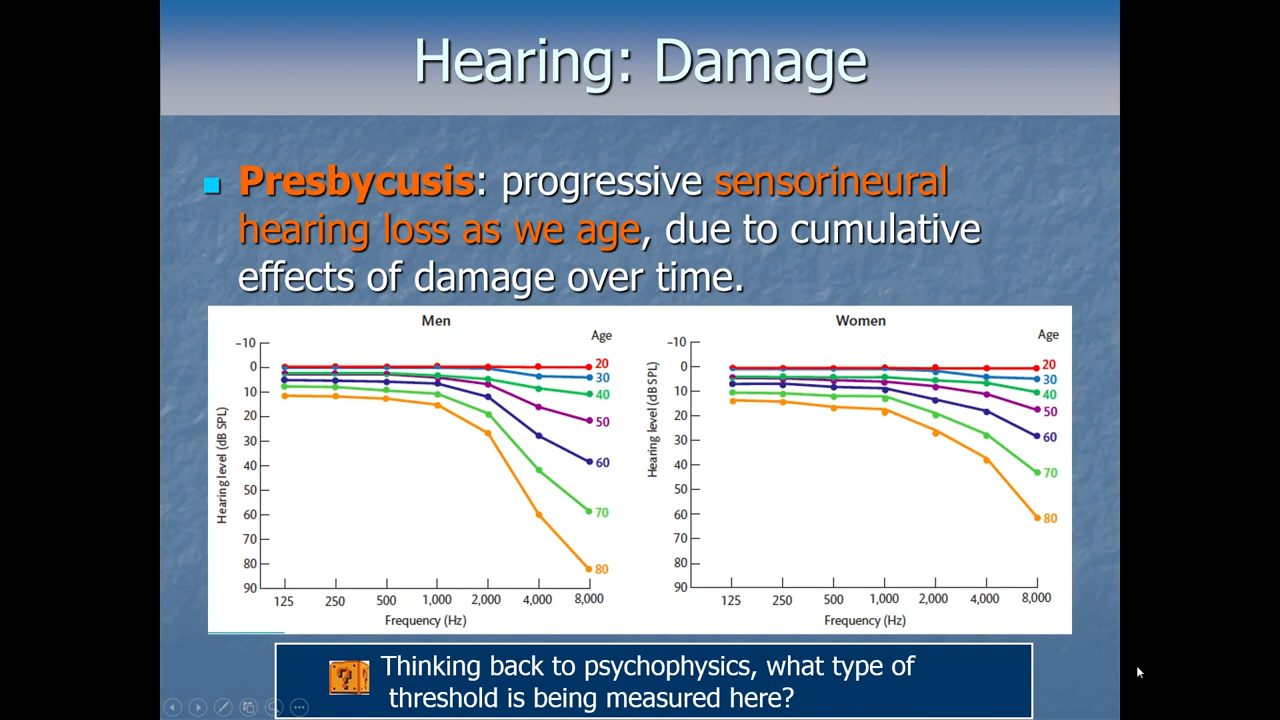 Hearing: Damage
Presbycusis: progressive sensorineural
hearing loss as we age, due to cumulative
effects of damage over time.
Men
Age
-10
0
10
20
30
40
50
60
70
80
90
Hearing level (dB SPL)
20
30
40
50
60
70
80
125 250 500 1,000 2,000 4,000 8,000
Frequency (Hz)
Women
Age
-10
0
10
20
30
40
50
60
70
80
90
Hearing level (dB SPL)
20
30
40
50
60
70
80
125 250 500 1,000 2,000 4,000 8,000
Frequency (Hz)
?
Thinking back to psychophysics, what type of
threshold is being measured here?